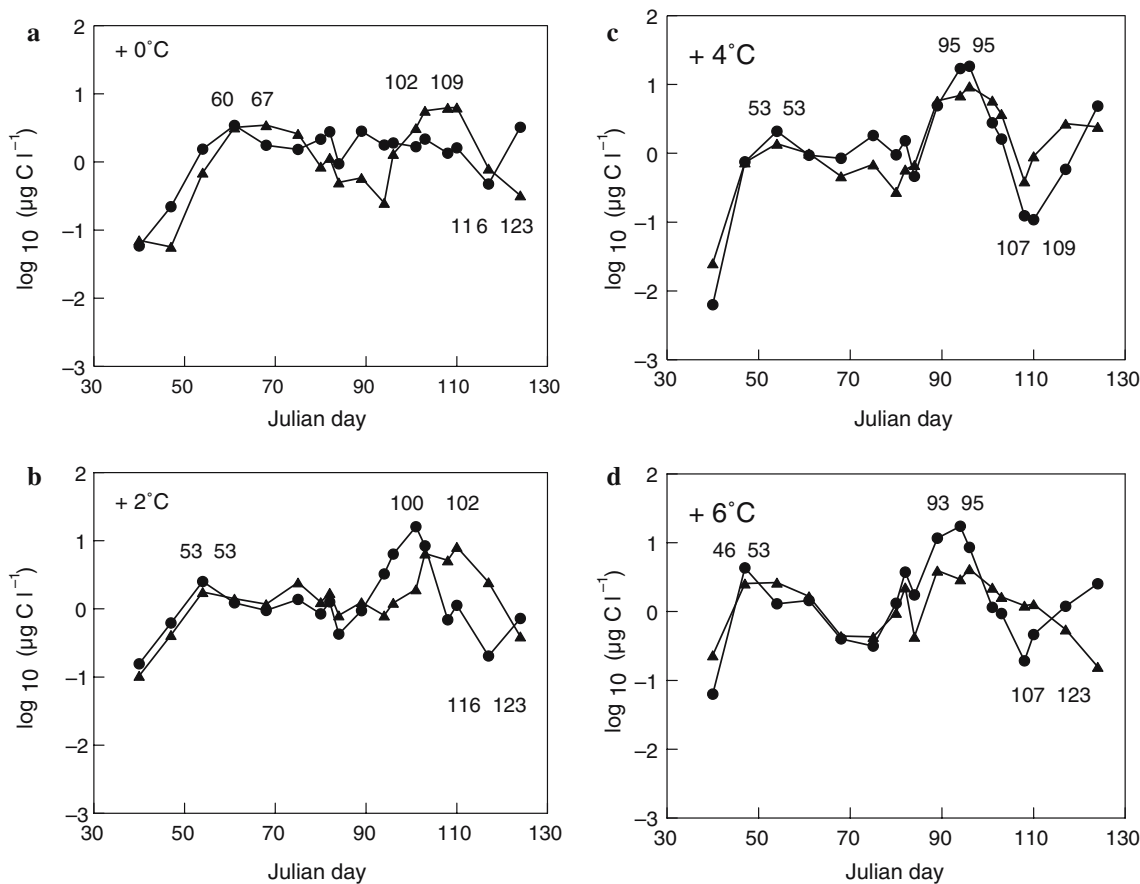 a
+ 0°C
60 67
102 109
116 123
log 10 (µg C l⁻¹)
2
1
0
–1
–2
–3
30 50 70 90 110 130
Julian day
b
+ 2°C
53 53
100 102
116 123
log 10 (µg C l⁻¹)
2
1
0
–1
–2
–3
30 50 70 90 110 130
Julian day
c
+ 4°C
53 53
95 95
107 109
log 10 (µg C l⁻¹)
2
1
0
–1
–2
–3
30 50 70 90 110 130
Julian day
d
+ 6°C
46 53
93 95
107 123
log 10 (µg C l⁻¹)
2
1
0
–1
–2
–3
30 50 70 90 110 130
Julian day